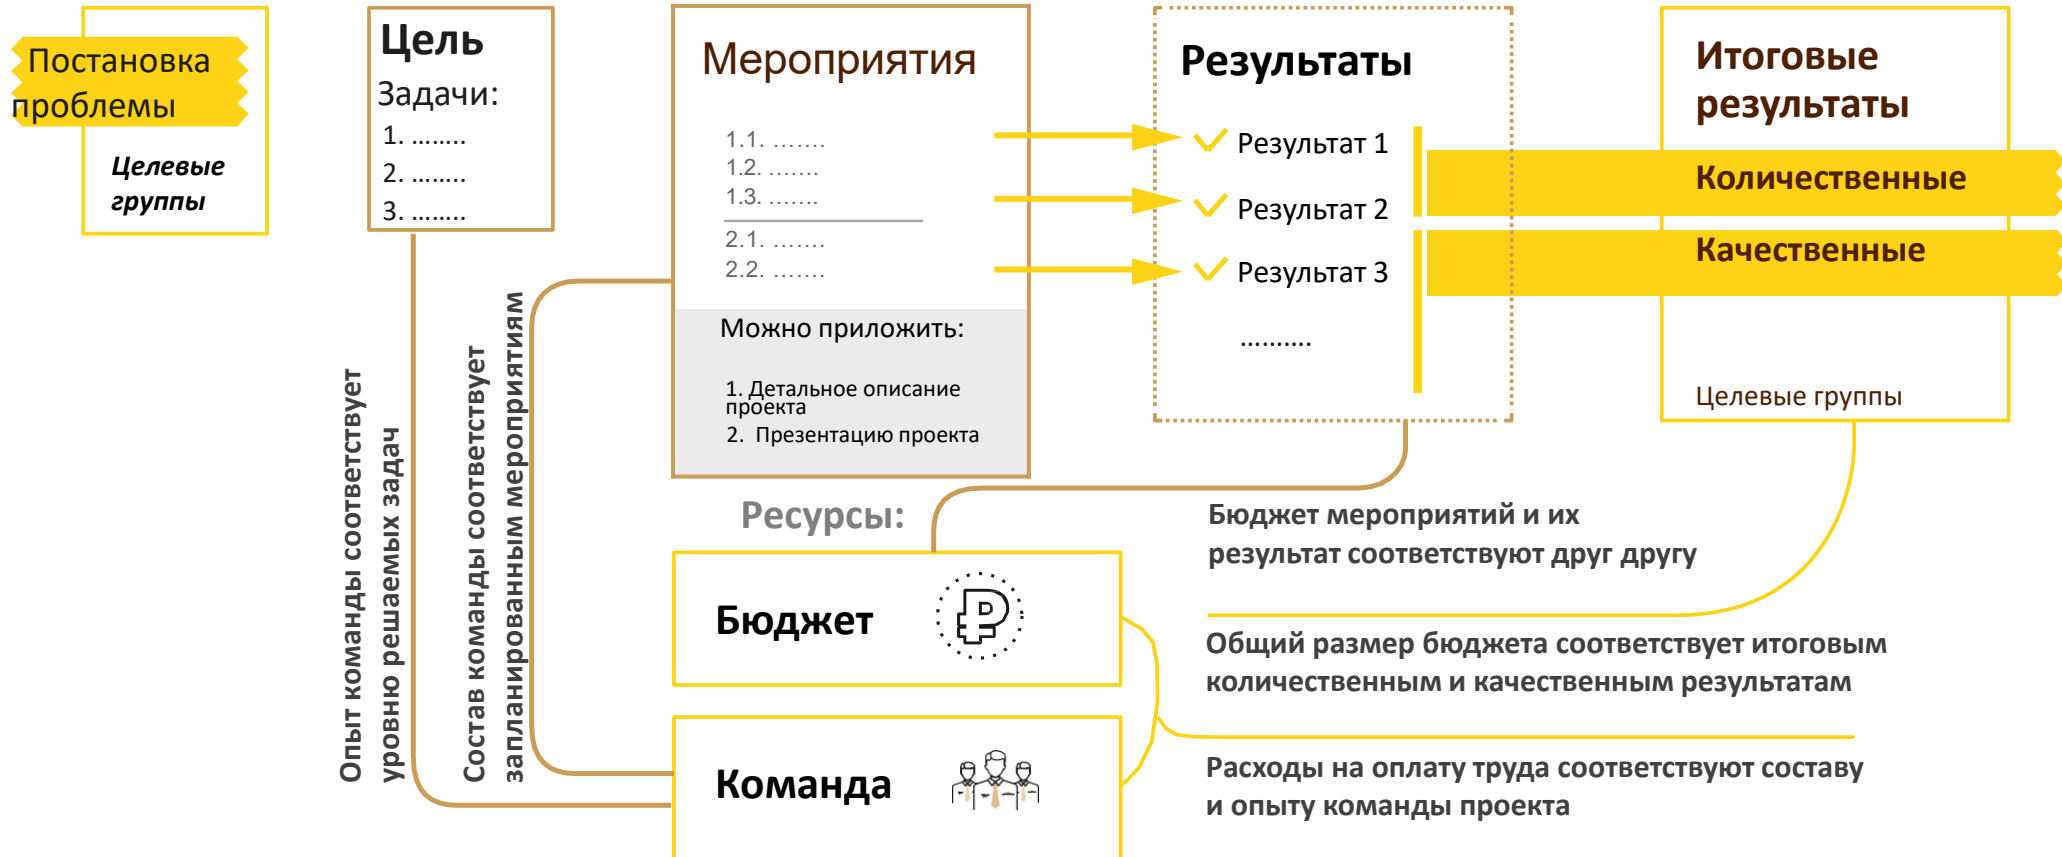 Постановка
проблемы
Целевые
группы
Цель
Задачи:
1. ........
2. ........
3. ........
Мероприятия
1.1. .......
1.2. .......
1.3. .......
2.1. .......
2.2. .......
Можно приложить:
1. Детальное описание
проекта
2. Презентацию проекта
Результаты
Результат 1
Результат 2
Результат 3
..........
Итоговые
результаты
Количественные
Качественные
Целевые группы
Опыт команды соответствует
уровню решаемых задач
Состав команды соответствует
запланированным мероприятиям
Ресурсы:
Бюджет
Команда
Бюджет мероприятий и их
результат соответствуют друг другу
Общий размер бюджета соответствует итоговым
количественным и качественным результатам
Расходы на оплату труда соответствуют составу
и опыту команды проекта